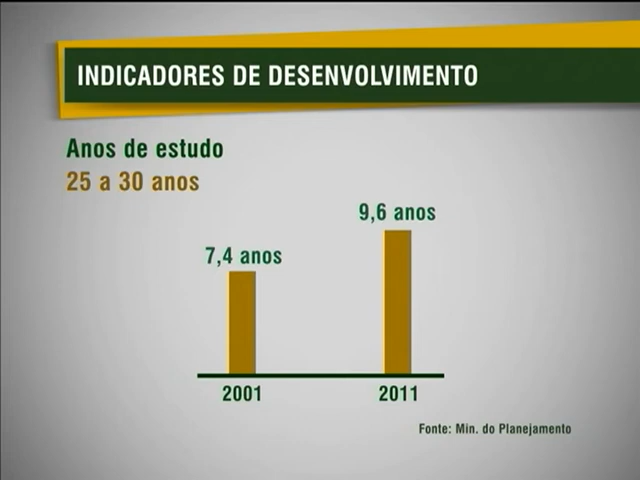 INDICADORES DE DESENVOLVIMENTO
Anos de estudo
25 a 30 anos
9,6 anos
7,4 anos
2001 2011
Fonte: Min. do Planejamento